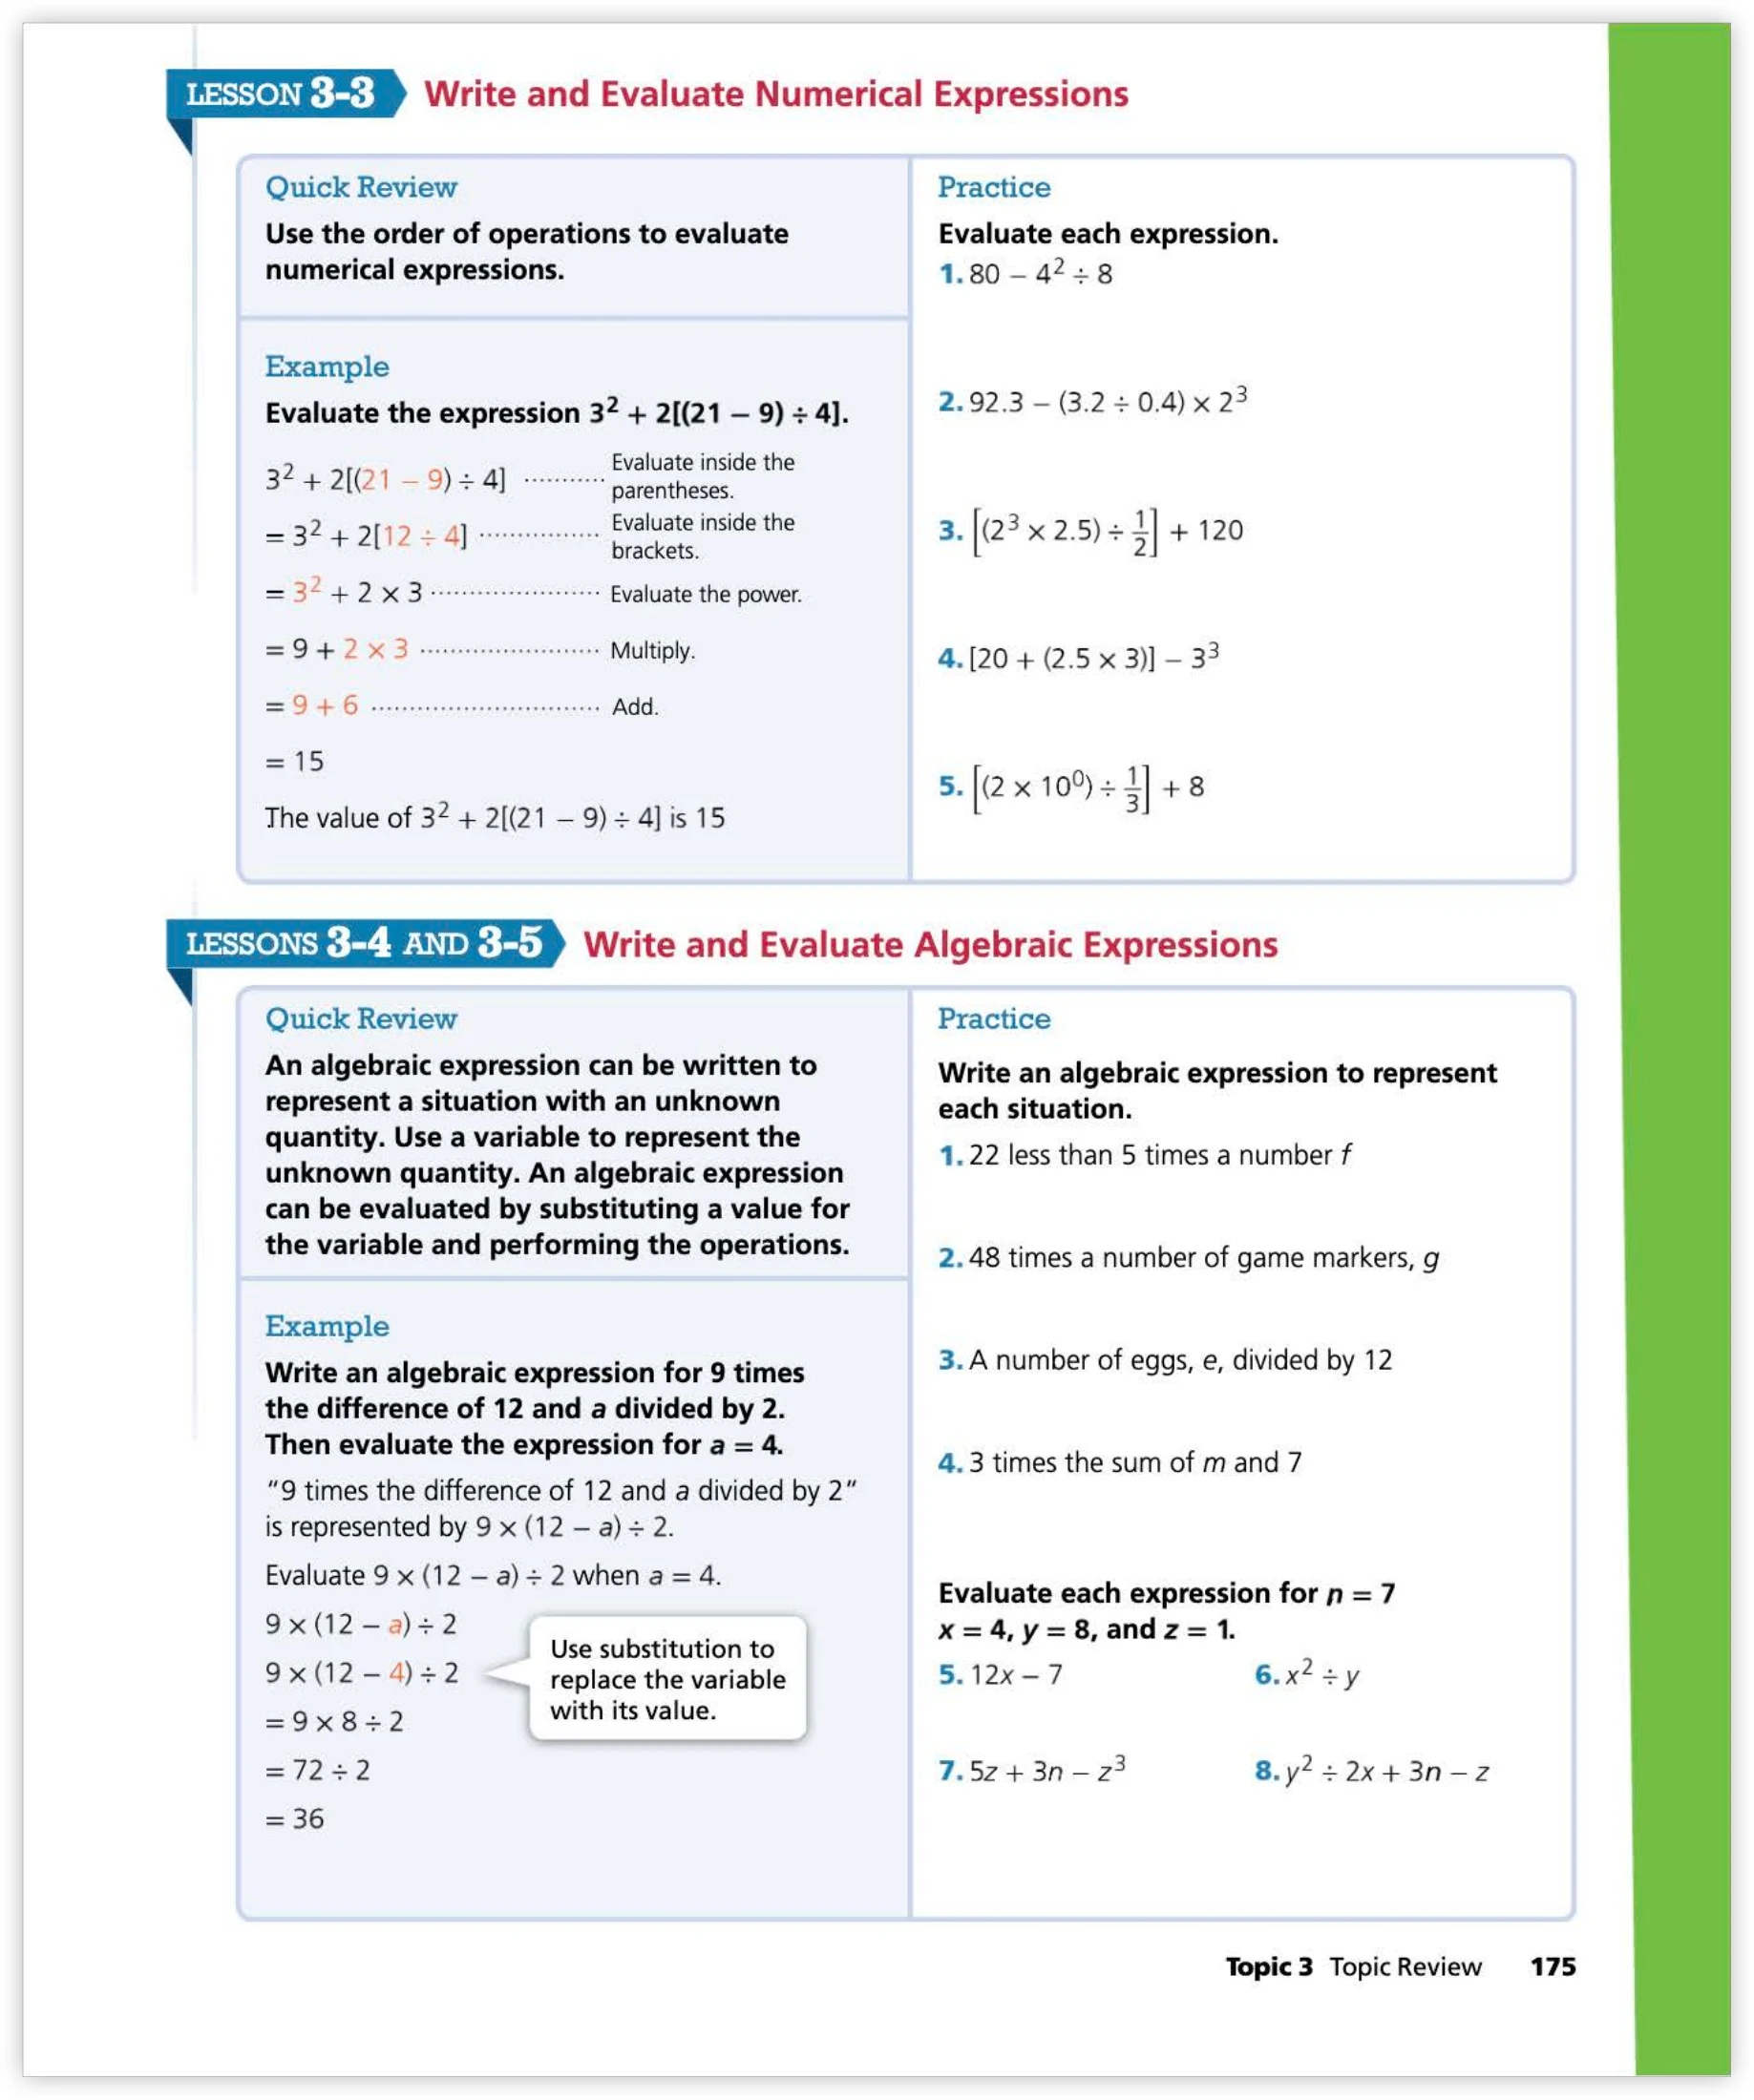 LESSON 3-3 Write and Evaluate Numerical Expressions
Quick Review
Use the order of operations to evaluate
numerical expressions.
Example
Evaluate the expression 3² + 2[(21 – 9) ÷ 4].
3² + 2[(21 – 9) ÷ 4] ·········· Evaluate inside the
parentheses.
= 3² + 2[12 ÷ 4] ··············· Evaluate inside the
brackets.
= 3² + 2 × 3 ····················· Evaluate the power.
= 9 + 2 × 3 ······················ Multiply.
= 9 + 6 ···························· Add.
= 15
The value of 3² + 2[(21 – 9) ÷ 4] is 15
Practice
Evaluate each expression.
1. 80 – 4² ÷ 8
2. 92.3 – (3.2 ÷ 0.4) × 2³
3. [(2³ × 2.5) ÷ 1/2] + 120
4. [20 + (2.5 × 3)] – 3³
5. [(2 × 10⁰) ÷ 1/3] + 8
LESSONS 3-4 AND 3-5 Write and Evaluate Algebraic Expressions
Quick Review
An algebraic expression can be written to
represent a situation with an unknown
quantity. Use a variable to represent the
unknown quantity. An algebraic expression
can be evaluated by substituting a value for
the variable and performing the operations.
Example
Write an algebraic expression for 9 times
the difference of 12 and a divided by 2.
Then evaluate the expression for a = 4.
"9 times the difference of 12 and a divided by 2"
is represented by 9 × (12 – a) ÷ 2.
Evaluate 9 × (12 – a) ÷ 2 when a = 4.
9 × (12 – a) ÷ 2
9 × (12 – 4) ÷ 2
= 9 × 8 ÷ 2
= 72 ÷ 2
= 36
Use substitution to
replace the variable
with its value.
Practice
Write an algebraic expression to represent
each situation.
1. 22 less than 5 times a number f
2. 48 times a number of game markers, g
3. A number of eggs, e, divided by 12
4. 3 times the sum of m and 7
Evaluate each expression for n = 7
x = 4, y = 8, and z = 1.
5. 12x – 7 6. x² ÷ y
7. 5z + 3n – z³ 8. y² ÷ 2x + 3n – z
Topic 3 Topic Review 175